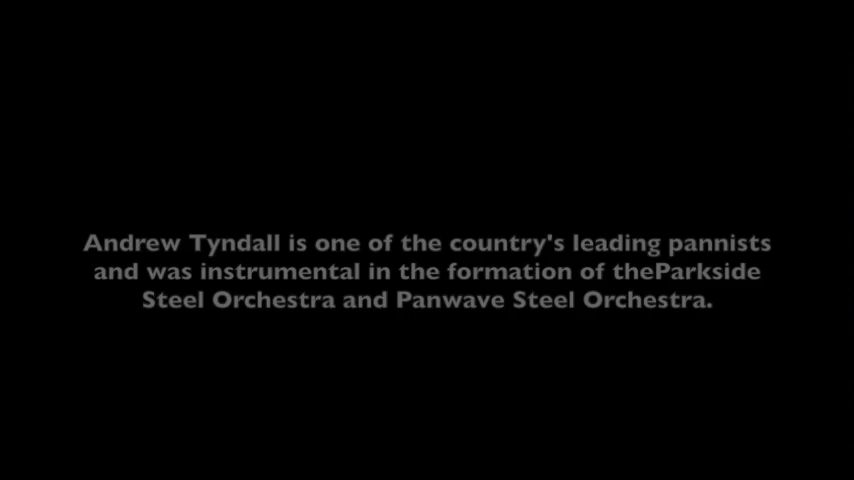 Andrew Tyndall is one of the country's leading pannists
and was instrumental in the formation of theParkside
Steel Orchestra and Panwave Steel Orchestra.